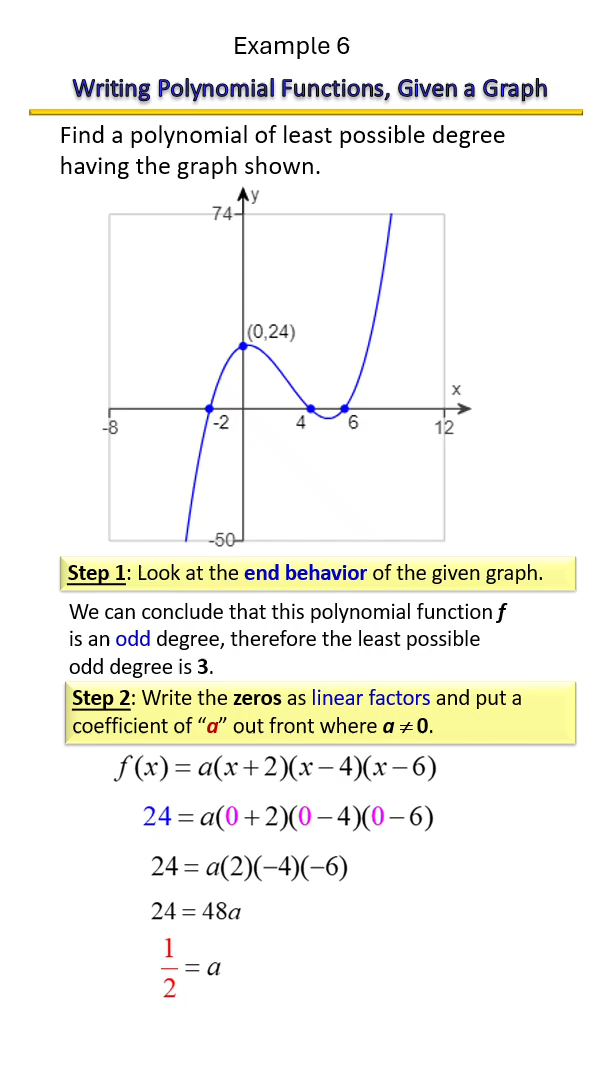 Example 6
Writing Polynomial Functions, Given a Graph
Find a polynomial of least possible degree
having the graph shown.
y
74
(0,24)
x
-8
-2
4
6
12
-50
Step 1: Look at the end behavior of the given graph.
We can conclude that this polynomial function f
is an odd degree, therefore the least possible
odd degree is 3.
Step 2: Write the zeros as linear factors and put a
coefficient of “a” out front where a ≠ 0.
f(x) = a(x + 2)(x − 4)(x − 6)
24 = a(0 + 2)(0 − 4)(0 − 6)
24 = a(2)(−4)(−6)
24 = 48a
1/2 = a